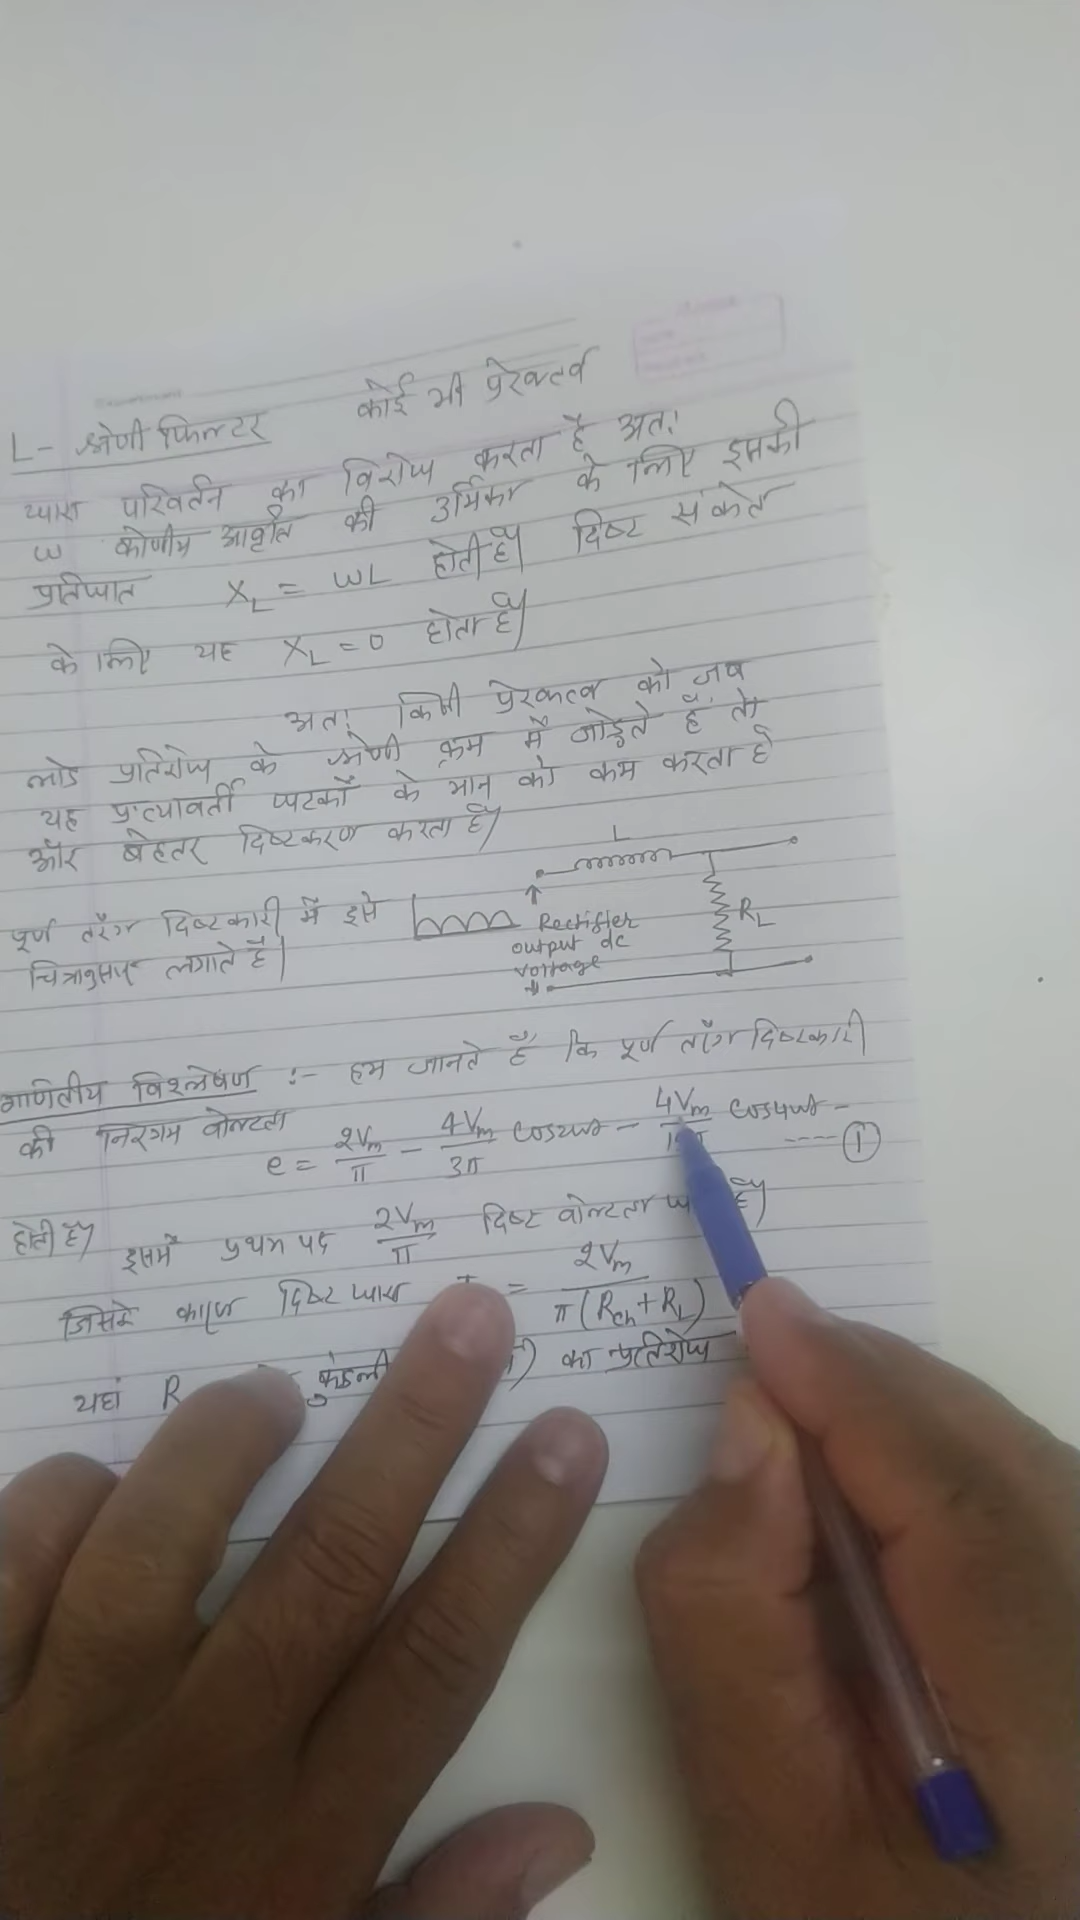 L - श्रेणी फिल्टर कोई भी प्रेरकत्व
धारा परिवर्तन का विरोध करता है अतः
ω कोणीय आवृति की उर्मिका के लिए इसकी
प्रतिघात X_L = ωL होती है। दिष्ट संकेत
के लिए यह X_L = 0 होता है।
अतः किसी प्रेरकत्व को जब
लोड प्रतिरोध के श्रेणी क्रम में जोड़ते हैं, तो
यह प्रत्यावर्ती घटकों के मान को कम करता है
और बेहतर दिष्टकरण करता है।
L
पूर्ण तरंग दिष्टकारी में इसे
चित्रानुसार लगाते हैं।
Rectifier
output dc
voltage
R_L
गणितीय विश्लेषण :- हम जानते हैं कि पूर्ण तरंग दिष्टकारी
की निरगम वोल्टता
e = 2V_m/π - 4V_m/3π cos2ωt - 4V_m/1 π cos4ωt -
---- (1)
होती है। इसमें प्रथम पद 2V_m/π दिष्ट वोल्टता है।
जिसके कारण दिष्ट धारा = 2V_m/π(R_ch+R_L)
यहां R कुंडली का प्रतिरोध